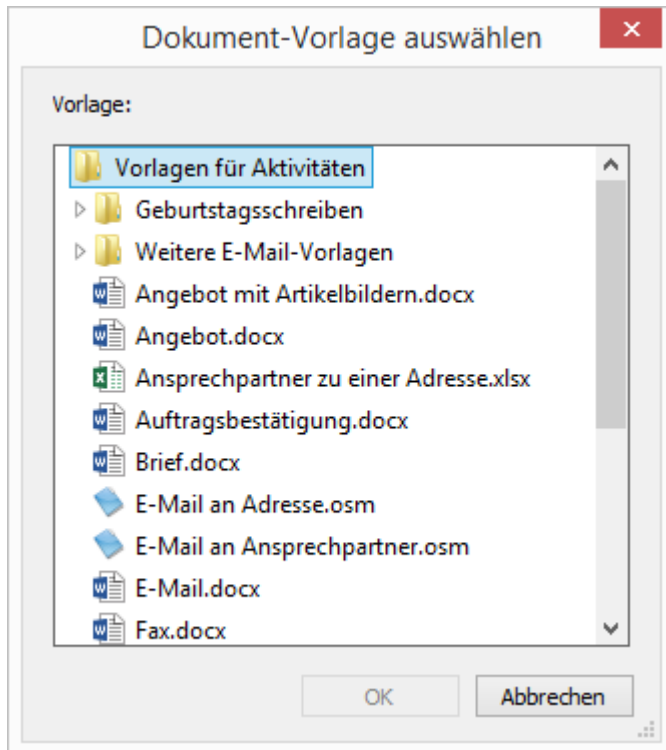 Dokument-Vorlage auswählen
Vorlage:
Vorlagen für Aktivitäten
Geburtstagsschreiben
Weitere E-Mail-Vorlagen
Angebot mit Artikelbildern.docx
Angebot.docx
Ansprechpartner zu einer Adresse.xlsx
Auftragsbestätigung.docx
Brief.docx
E-Mail an Adresse.osm
E-Mail an Ansprechpartner.osm
E-Mail.docx
Fax.docx
OK Abbrechen